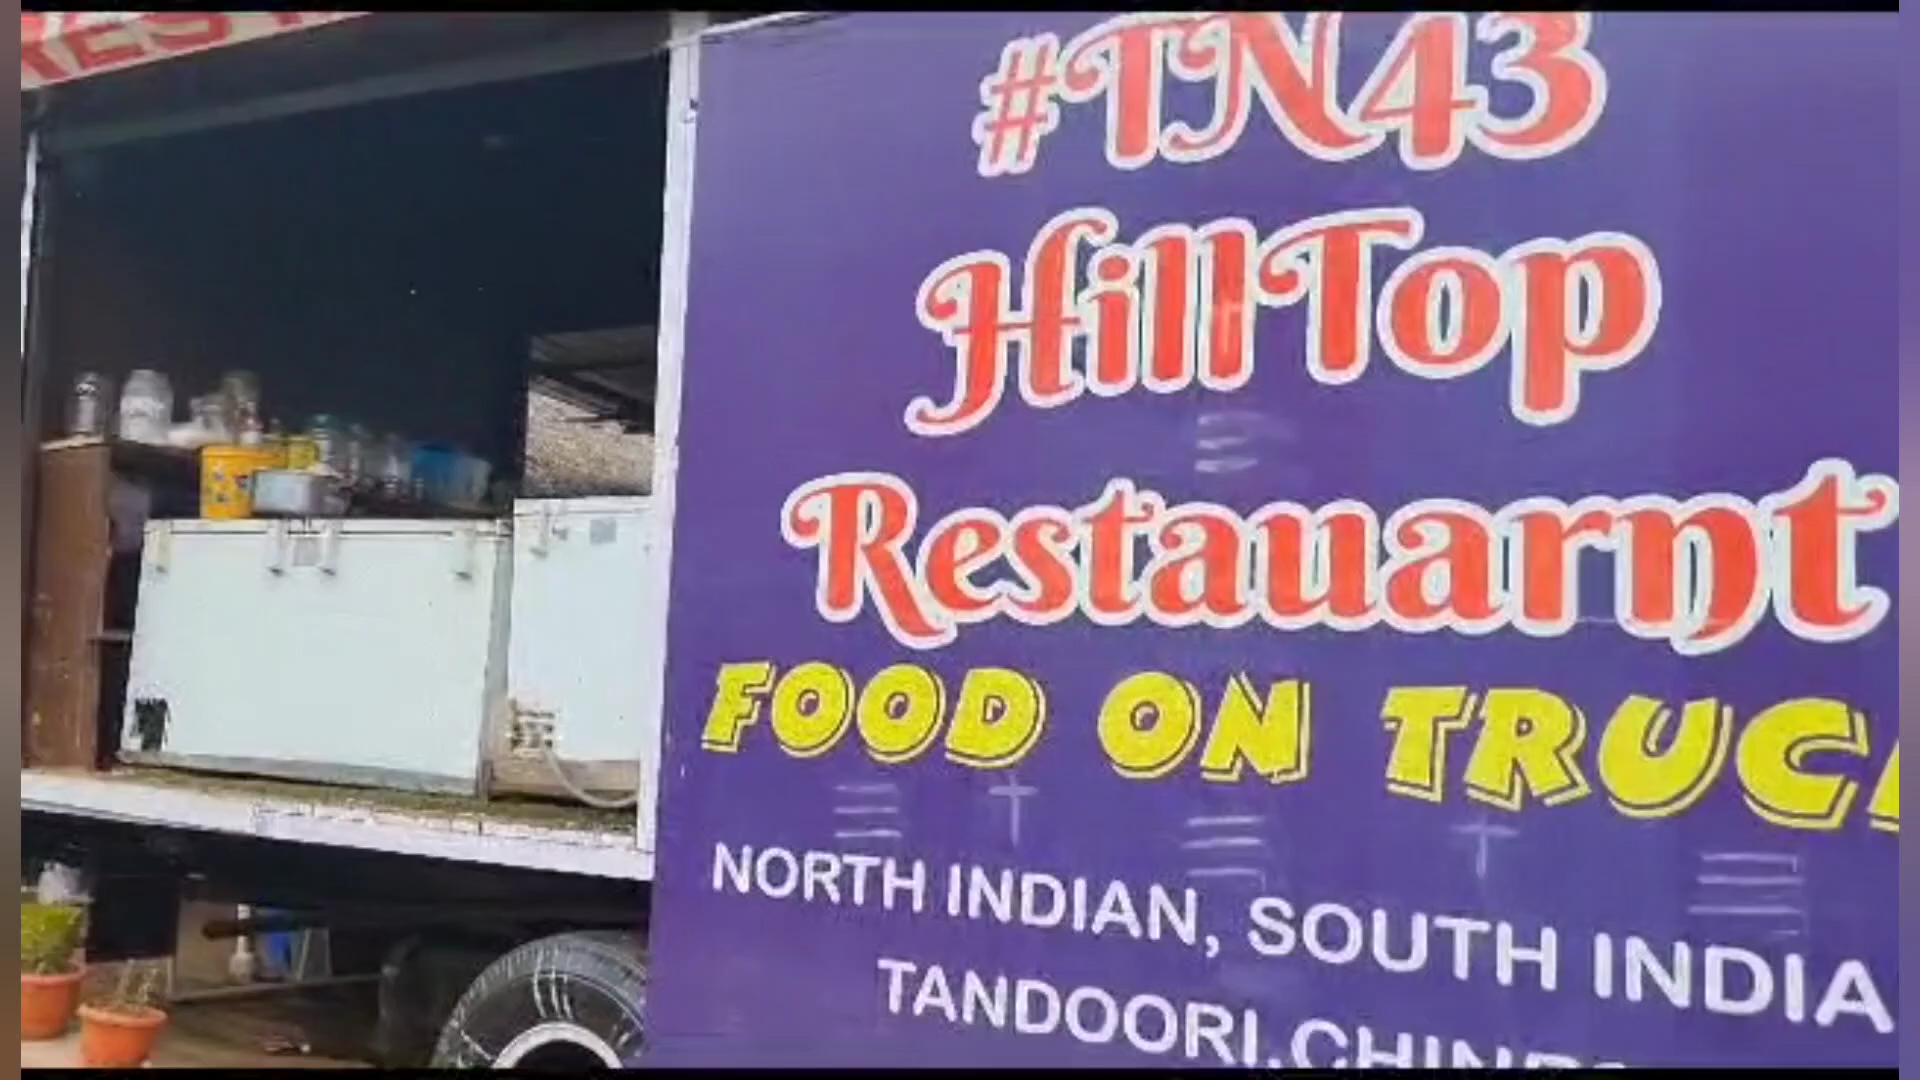 #TN43
HillTop
Restauarnt
FOOD ON TRUC
NORTH INDIAN, SOUTH INDIA
TANDOORI,